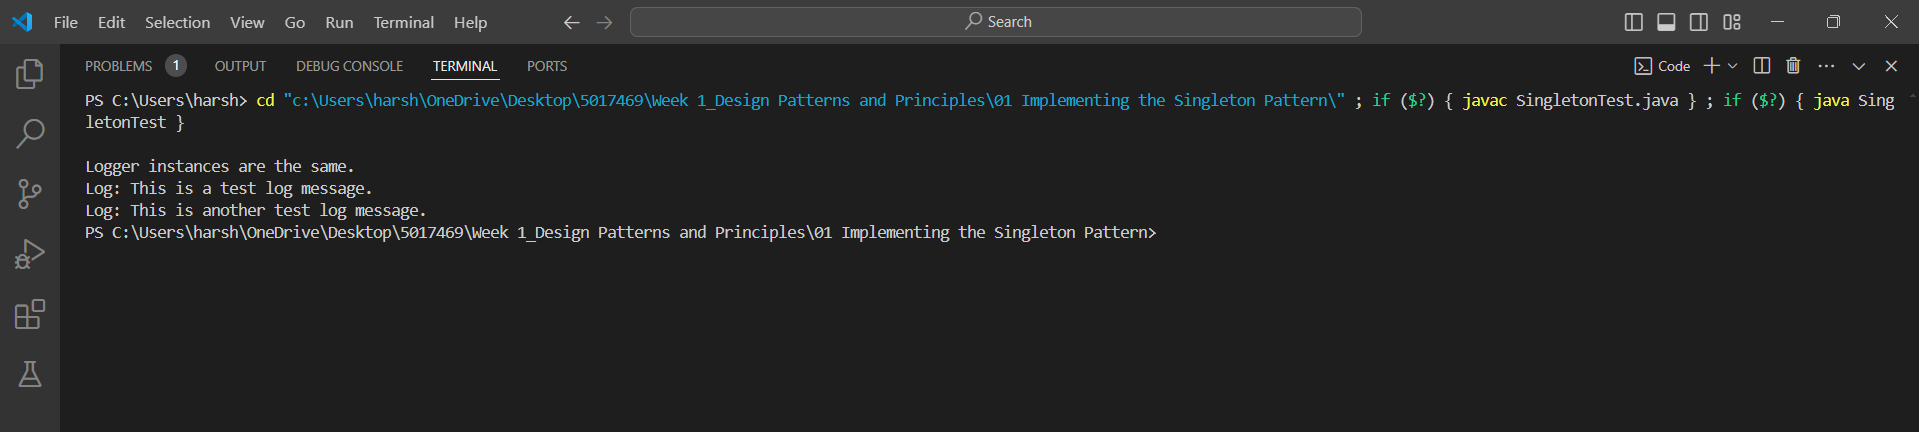 File Edit Selection View Go Run Terminal Help Search
PROBLEMS 1 OUTPUT DEBUG CONSOLE TERMINAL PORTS Code
PS C:\Users\harsh> cd "c:\Users\harsh\OneDrive\Desktop\5017469\Week 1_Design Patterns and Principles\01 Implementing the Singleton Pattern\" ; if ($?) { javac SingletonTest.java } ; if ($?) { java Sing
letonTest }
Logger instances are the same.
Log: This is a test log message.
Log: This is another test log message.
PS C:\Users\harsh\OneDrive\Desktop\5017469\Week 1_Design Patterns and Principles\01 Implementing the Singleton Pattern>